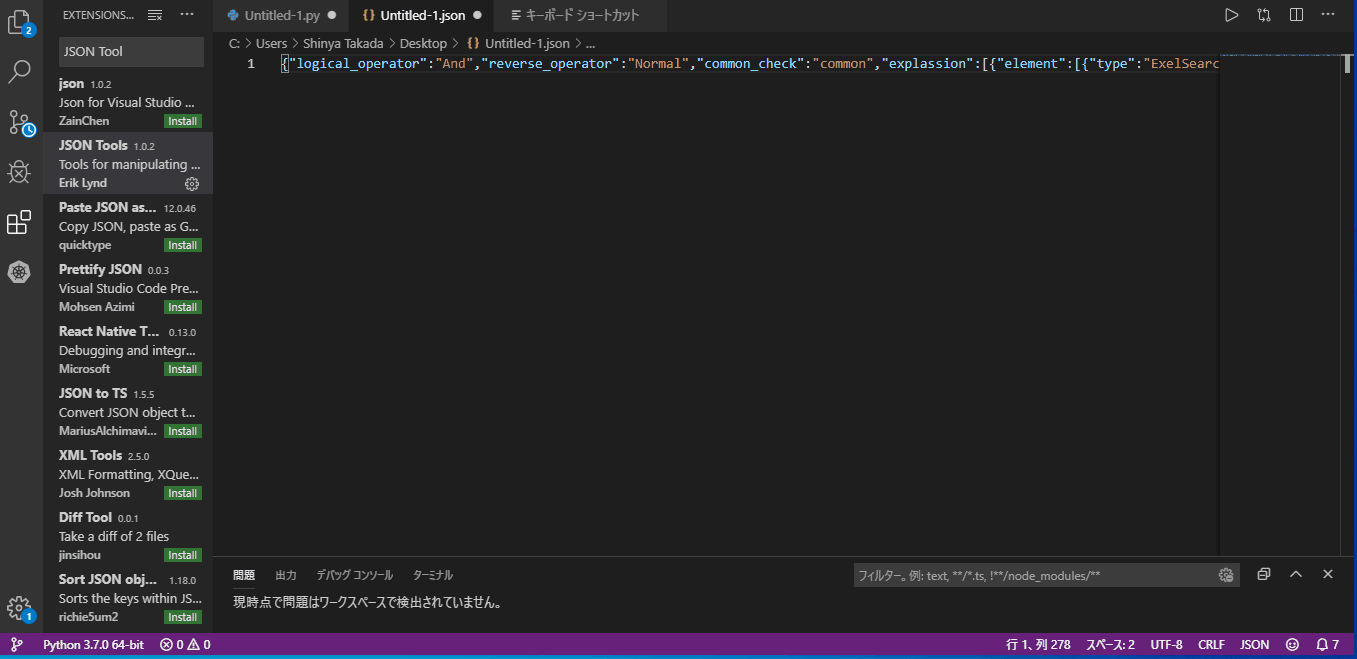 EXTENSIONS...
Untitled-1.py
Untitled-1.json
キーボード ショートカット
C: > Users > Shinya Takada > Desktop > {} Untitled-1.json > ...
JSON Tool
1 {"logical_operator":"And","reverse_operator":"Normal","common_check":"common","explassion":[{"element":[{"type":"ExelSearc
json 1.0.2
Json for Visual Studio ...
ZainChen Install
JSON Tools 1.0.2
Tools for manipulating ...
Erik Lynd
Paste JSON as... 12.0.46
Copy JSON, paste as G...
quicktype Install
Prettify JSON 0.0.3
Visual Studio Code Pre...
Mohsen Azimi Install
React Native T... 0.13.0
Debugging and integr...
Microsoft Install
JSON to TS 1.5.5
Convert JSON object t...
MariusAlchimavi... Install
XML Tools 2.5.0
XML Formatting, XQue...
Josh Johnson Install
Diff Tool 0.0.1
Take a diff of 2 files
jinsihou Install
Sort JSON obj... 1.18.0
Sorts the keys within JS...
richie5um2 Install
問題 出力 デバッグ コンソール ターミナル
フィルター。例: text, **/*.ts, !**/node_modules/**
現時点で問題はワークスペースで検出されていません。
2
1
Python 3.7.0 64-bit 0 0
行 1、列 278 スペース: 2 UTF-8 CRLF JSON 7